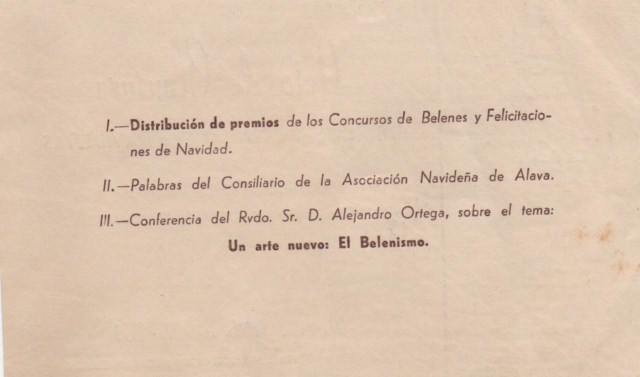 I.—Distribución de premios de los Concursos de Belenes y Felicitacio-
nes de Navidad.
II.—Palabras del Consiliario de la Asociación Navideña de Alava.
III.—Conferencia del Rvdo. Sr. D. Alejandro Ortega, sobre el tema:
Un arte nuevo: El Belenismo.